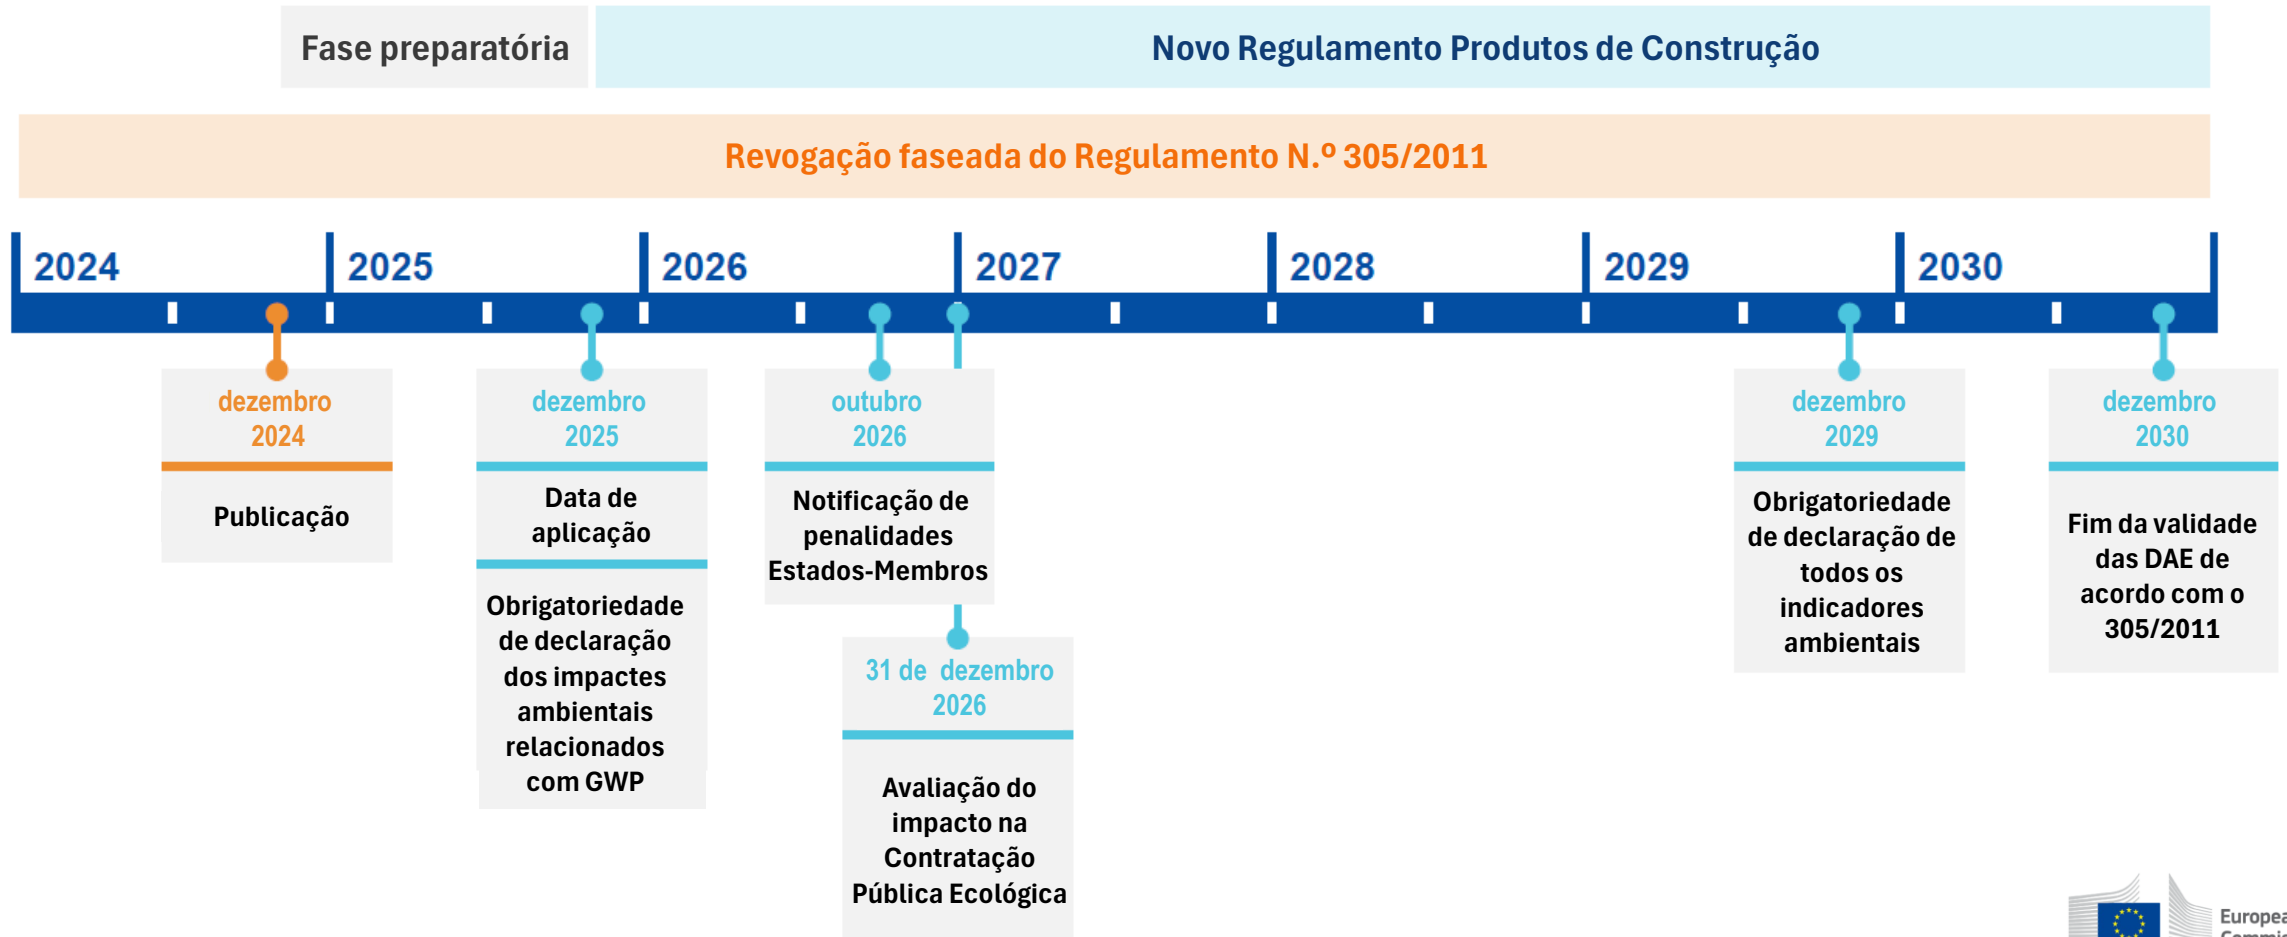 Fase preparatória
Novo Regulamento Produtos de Construção
Revogação faseada do Regulamento N.º 305/2011
2024
2025
2026
2027
2028
2029
2030
dezembro
2024
Publicação
dezembro
2025
Data de
aplicação
Obrigatoriedade
de declaração
dos impactes
ambientais
relacionados
com GWP
outubro
2026
Notificação de
penalidades
Estados-Membros
31 de dezembro
2026
Avaliação do
impacto na
Contratação
Pública Ecológica
dezembro
2029
Obrigatoriedade
de declaração de
todos os
indicadores
ambientais
dezembro
2030
Fim da validade
das DAE de
acordo com o
305/2011